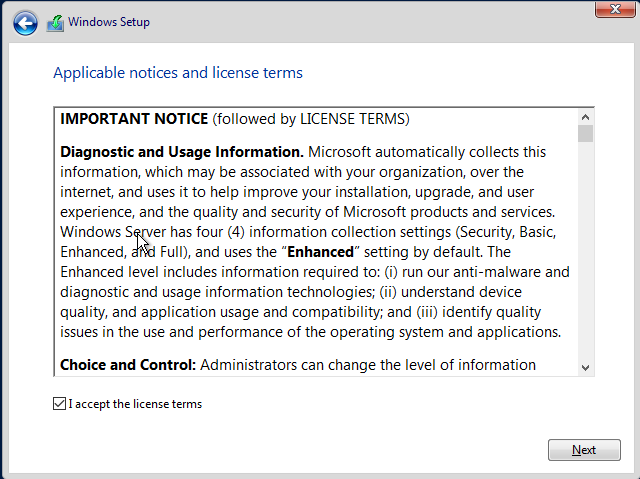 Windows Setup
Applicable notices and license terms
IMPORTANT NOTICE (followed by LICENSE TERMS)
Diagnostic and Usage Information. Microsoft automatically collects this
information, which may be associated with your organization, over the
internet, and uses it to help improve your installation, upgrade, and user
experience, and the quality and security of Microsoft products and services.
Windows Server has four (4) information collection settings (Security, Basic,
Enhanced, and Full), and uses the “Enhanced” setting by default. The
Enhanced level includes information required to: (i) run our anti-malware and
diagnostic and usage information technologies; (ii) understand device
quality, and application usage and compatibility; and (iii) identify quality
issues in the use and performance of the operating system and applications.
Choice and Control: Administrators can change the level of information
I accept the license terms
Next